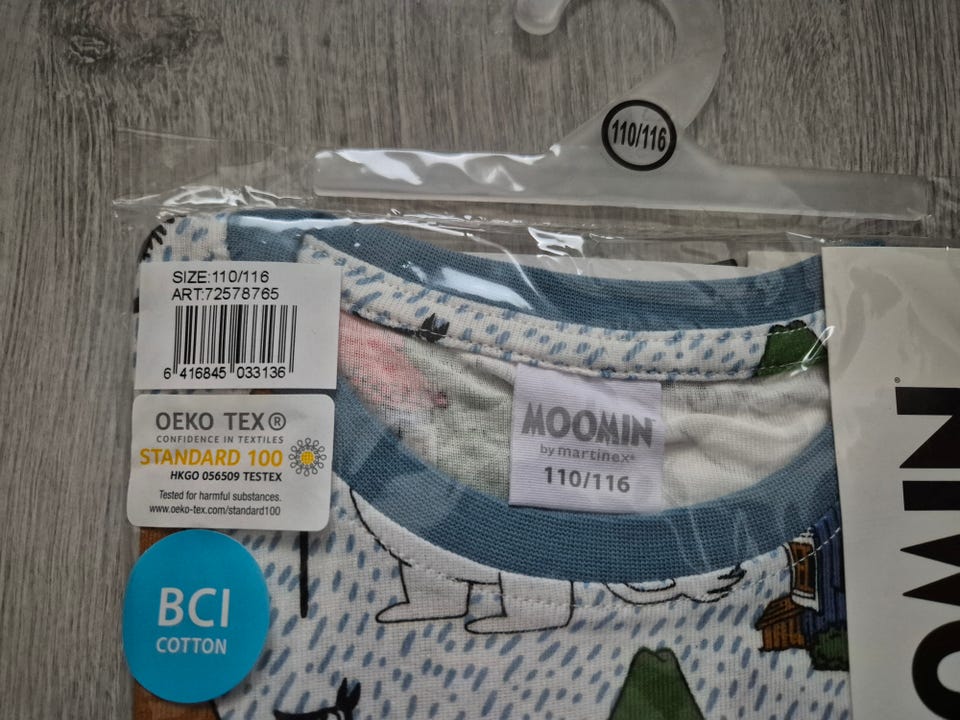 110/116
SIZE:110/116
ART:72578765
6 416845 033136
OEKO TEX®
CONFIDENCE IN TEXTILES
STANDARD 100
HKGO 056509 TESTEX
Tested for harmful substances.
www.oeko-tex.com/standard100
BCI
COTTON
MOOMIN
by martinex®
110/116
OMIN®